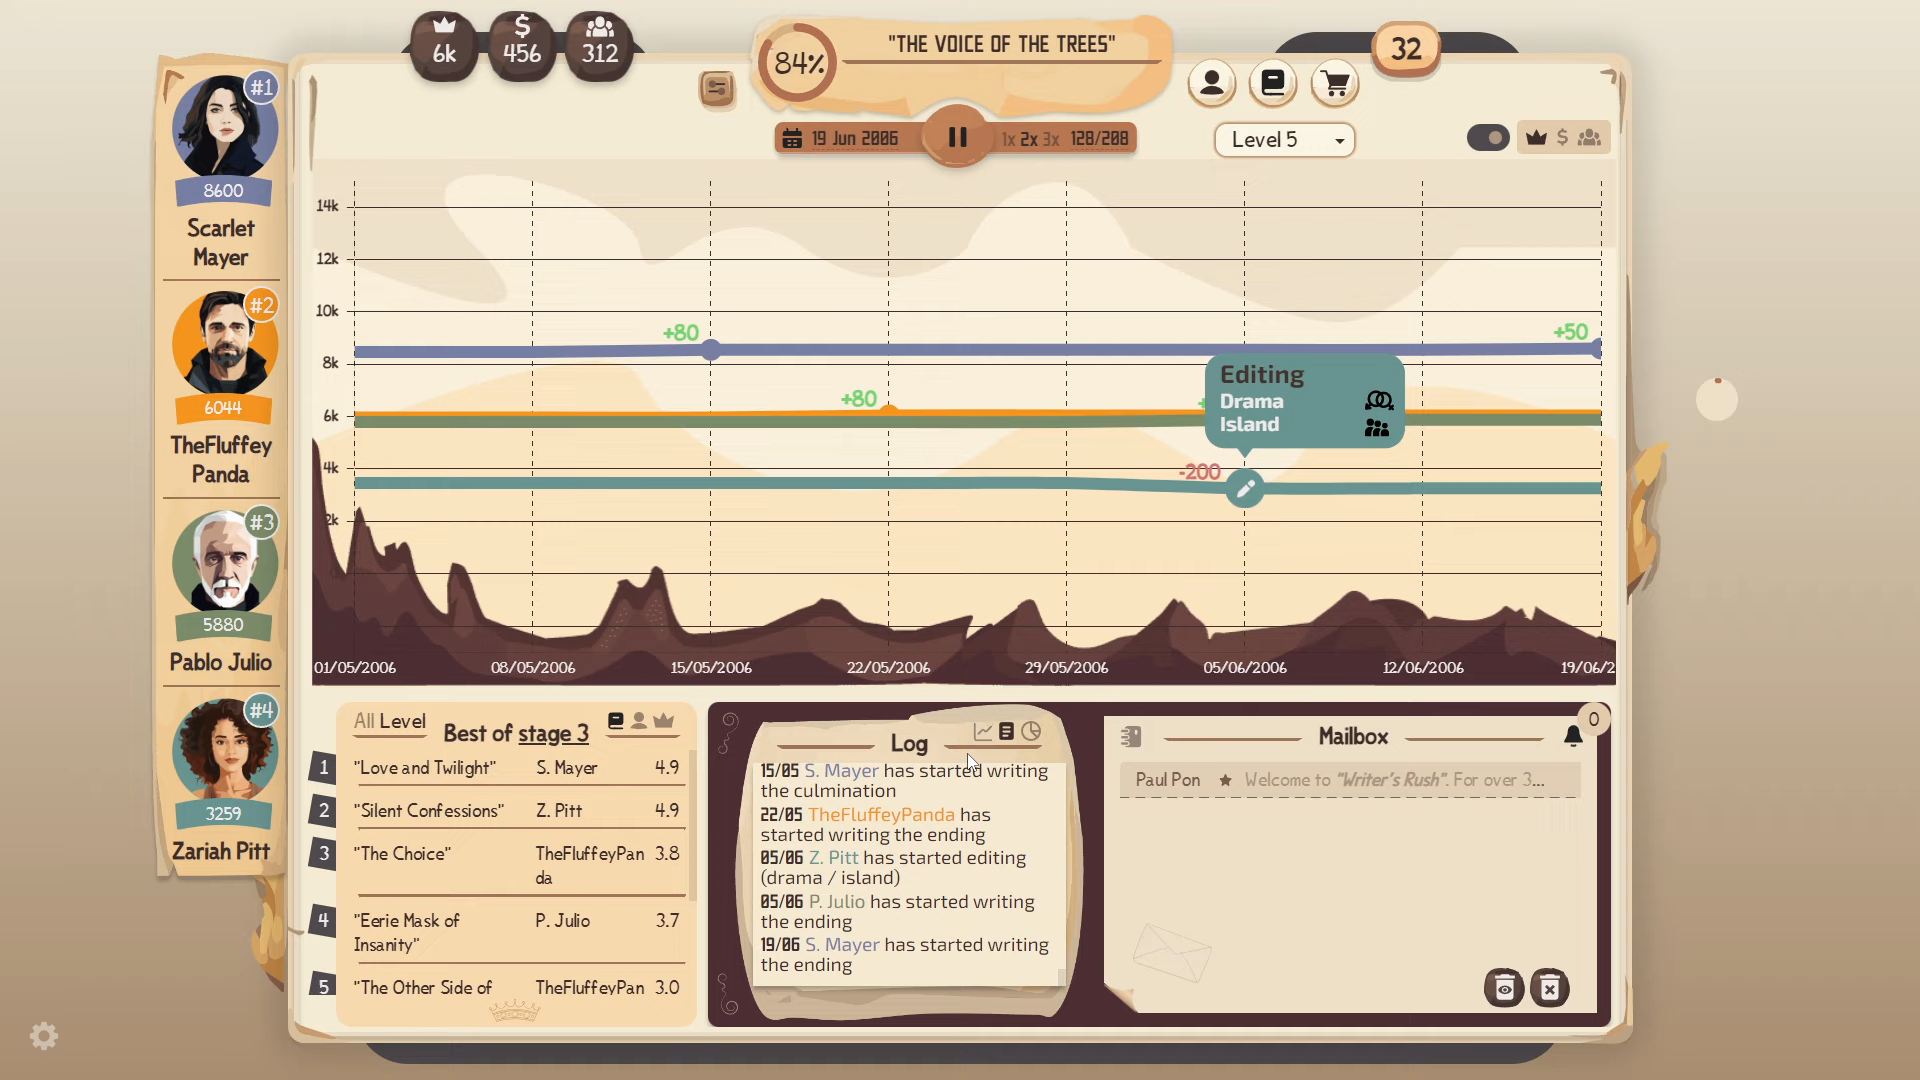 6k
456
312
84%
"THE VOICE OF THE TREES"
32
19 Jun 2006
1x 2x 3x
128/208
Level 5
$
#1
8600
Scarlet
Mayer
#2
6044
TheFluffey
Panda
#3
5880
Pablo Julio
#4
3259
Zariah Pitt
14k
12k
10k
8k
6k
4k
2k
+80
+80
+50
-200
Editing
Drama
Island
01/05/2006
08/05/2006
15/05/2006
22/05/2006
29/05/2006
05/06/2006
12/06/2006
19/06/2
All Level
Best of stage 3
1 "Love and Twilight" S. Mayer 4.9
2 "Silent Confessions" Z. Pitt 4.9
3 "The Choice" TheFluffeyPan 3.8
da
4 "Eerie Mask of P. Julio 3.7
Insanity"
5 "The Other Side of TheFluffeyPan 3.0
Log
15/05 S. Mayer has started writing
the culmination
22/05 TheFluffeyPanda has
started writing the ending
05/06 Z. Pitt has started editing
(drama / island)
05/06 P. Julio has started writing
the ending
19/06 S. Mayer has started writing
the ending
Mailbox
0
Paul Pon ★ Welcome to "Writer's Rush". For over 3...